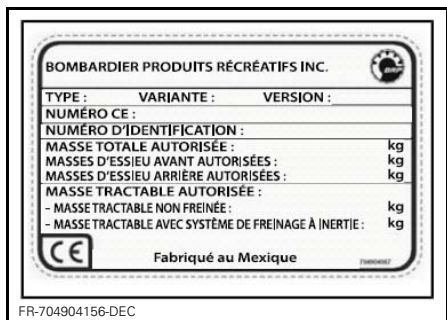 BOMBARDIER PRODUITS RÉCRÉATIFS INC.
BRP
TYPE : VARIANTE : VERSION :
NUMÉRO CE :
NUMÉRO D'IDENTIFICATION :
MASSE TOTALE AUTORISÉE : kg
MASSES D'ESSIEU AVANT AUTORISÉES : kg
MASSES D'ESSIEU ARRIÈRE AUTORISÉES : kg
MASSE TRACTABLE AUTORISÉE :
- MASSE TRACTABLE NON FREINÉE : kg
- MASSE TRACTABLE AVEC SYSTÈME DE FREINAGE À INERTIE : kg
CE Fabriqué au Mexique
FR-704904156-DEC